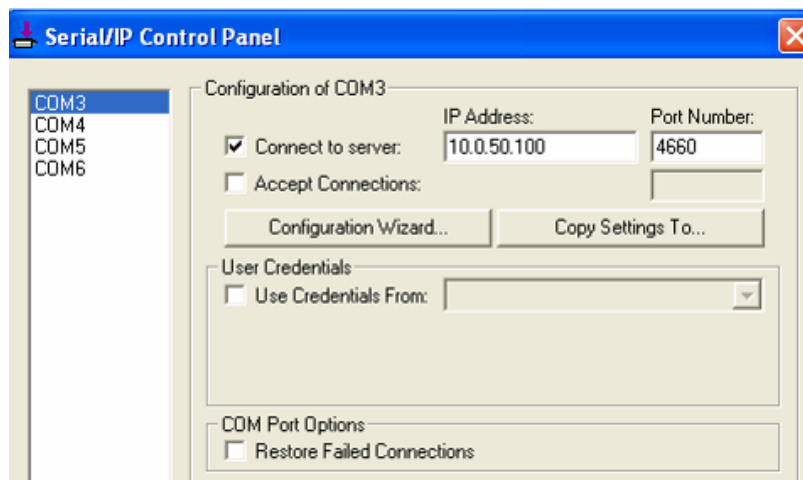 Serial/IP Control Panel
COM3
COM4
COM5
COM6
Configuration of COM3
IP Address: Port Number:
Connect to server: 10.0.50.100 4660
Accept Connections:
Configuration Wizard... Copy Settings To...
User Credentials
Use Credentials From:
COM Port Options
Restore Failed Connections